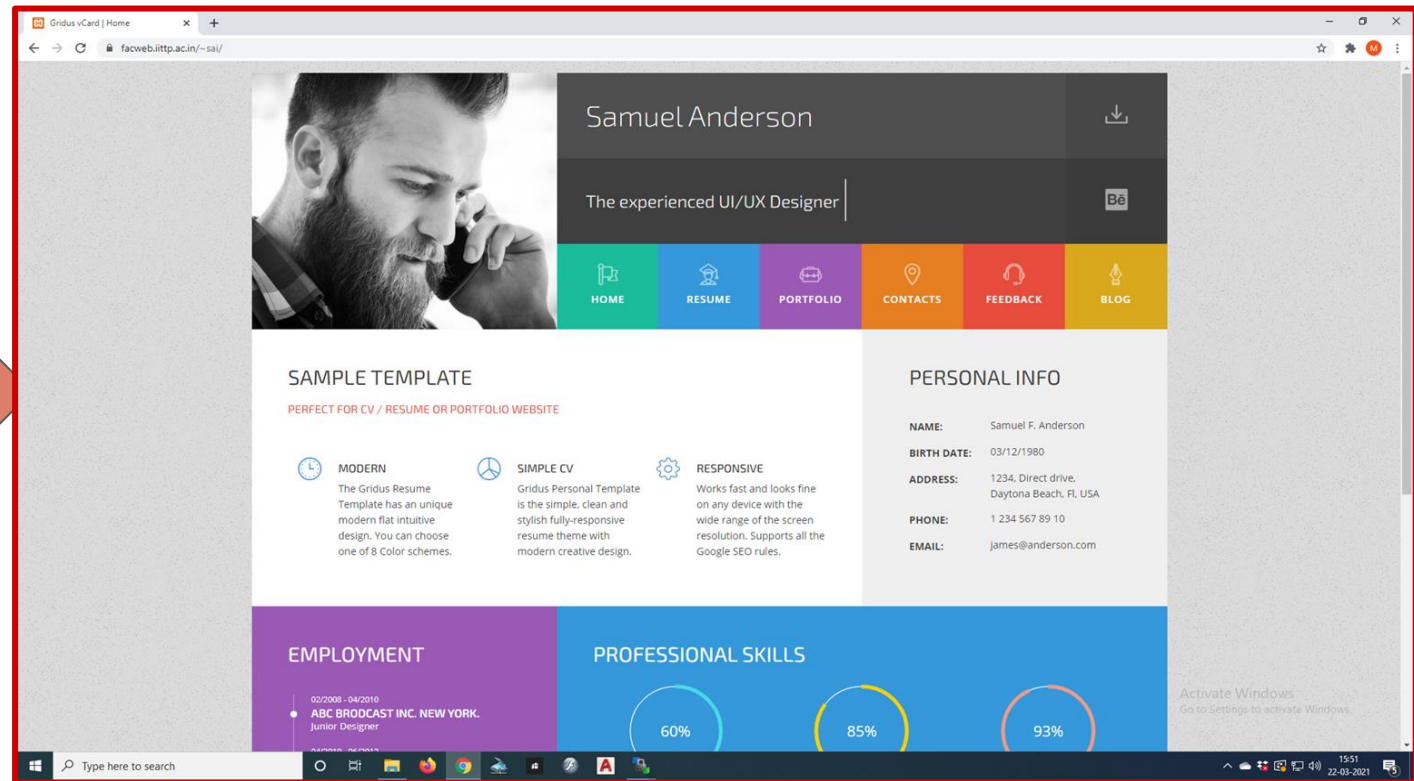 Gridus vCard | Home
facweb.iittp.ac.in/~sai/
M
Samuel Anderson
The experienced UI/UX Designer
Bē
HOME
RESUME
PORTFOLIO
CONTACTS
FEEDBACK
BLOG
SAMPLE TEMPLATE
PERFECT FOR CV / RESUME OR PORTFOLIO WEBSITE
MODERN
The Gridus Resume
Template has an unique
modern flat intuitive
design. You can choose
one of 8 Color schemes.
SIMPLE CV
Gridus Personal Template
is the simple, clean and
stylish fully-responsive
resume theme with
modern creative design.
RESPONSIVE
Works fast and looks fine
on any device with the
wide range of the screen
resolution. Supports all the
Google SEO rules.
PERSONAL INFO
NAME: Samuel F. Anderson
BIRTH DATE: 03/12/1980
ADDRESS: 1234, Direct drive,
Daytona Beach, Fl, USA
PHONE: 1 234 567 89 10
EMAIL: james@anderson.com
EMPLOYMENT
02/2008 - 04/2010
ABC BRODCAST INC. NEW YORK.
Junior Designer
PROFESSIONAL SKILLS
60%
85%
93%
Activate Windows
Go to Settings to activate Windows.
Type here to search
A
15:51
22-03-2021
5